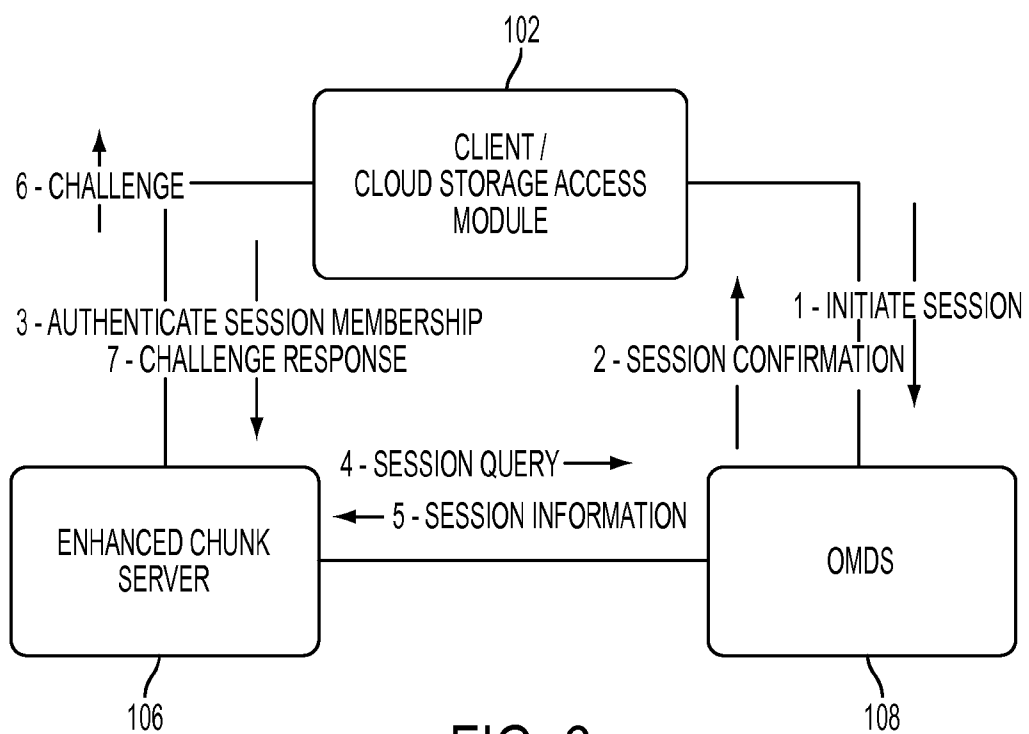 102
CLIENT /
CLOUD STORAGE ACCESS
MODULE
6 - CHALLENGE
3 - AUTHENTICATE SESSION MEMBERSHIP
7 - CHALLENGE RESPONSE
1 - INITIATE SESSION
2 - SESSION CONFIRMATION
4 - SESSION QUERY
5 - SESSION INFORMATION
ENHANCED CHUNK
SERVER
OMDS
106
108
FIG.